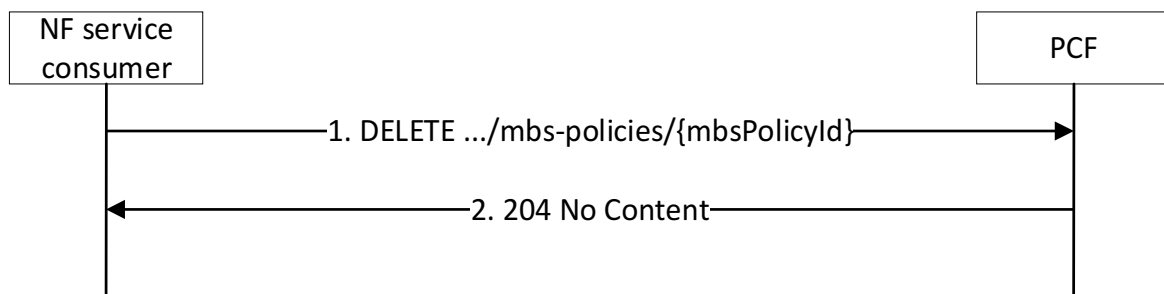 NF service
consumer
PCF
1. DELETE .../mbs-policies/{mbsPolicyId}
2. 204 No Content